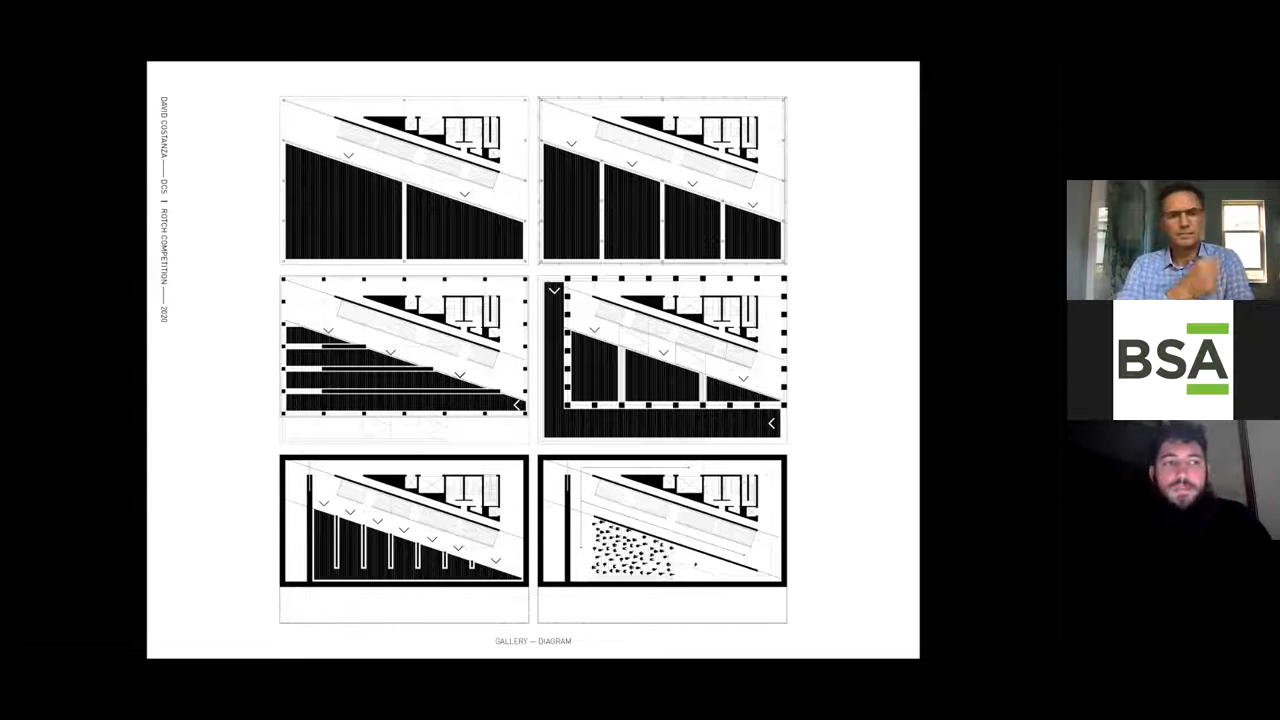 DAVID COSTANZA — DCS | ROTCH COMPETITION — 2020
BSA
GALLERY — DIAGRAM